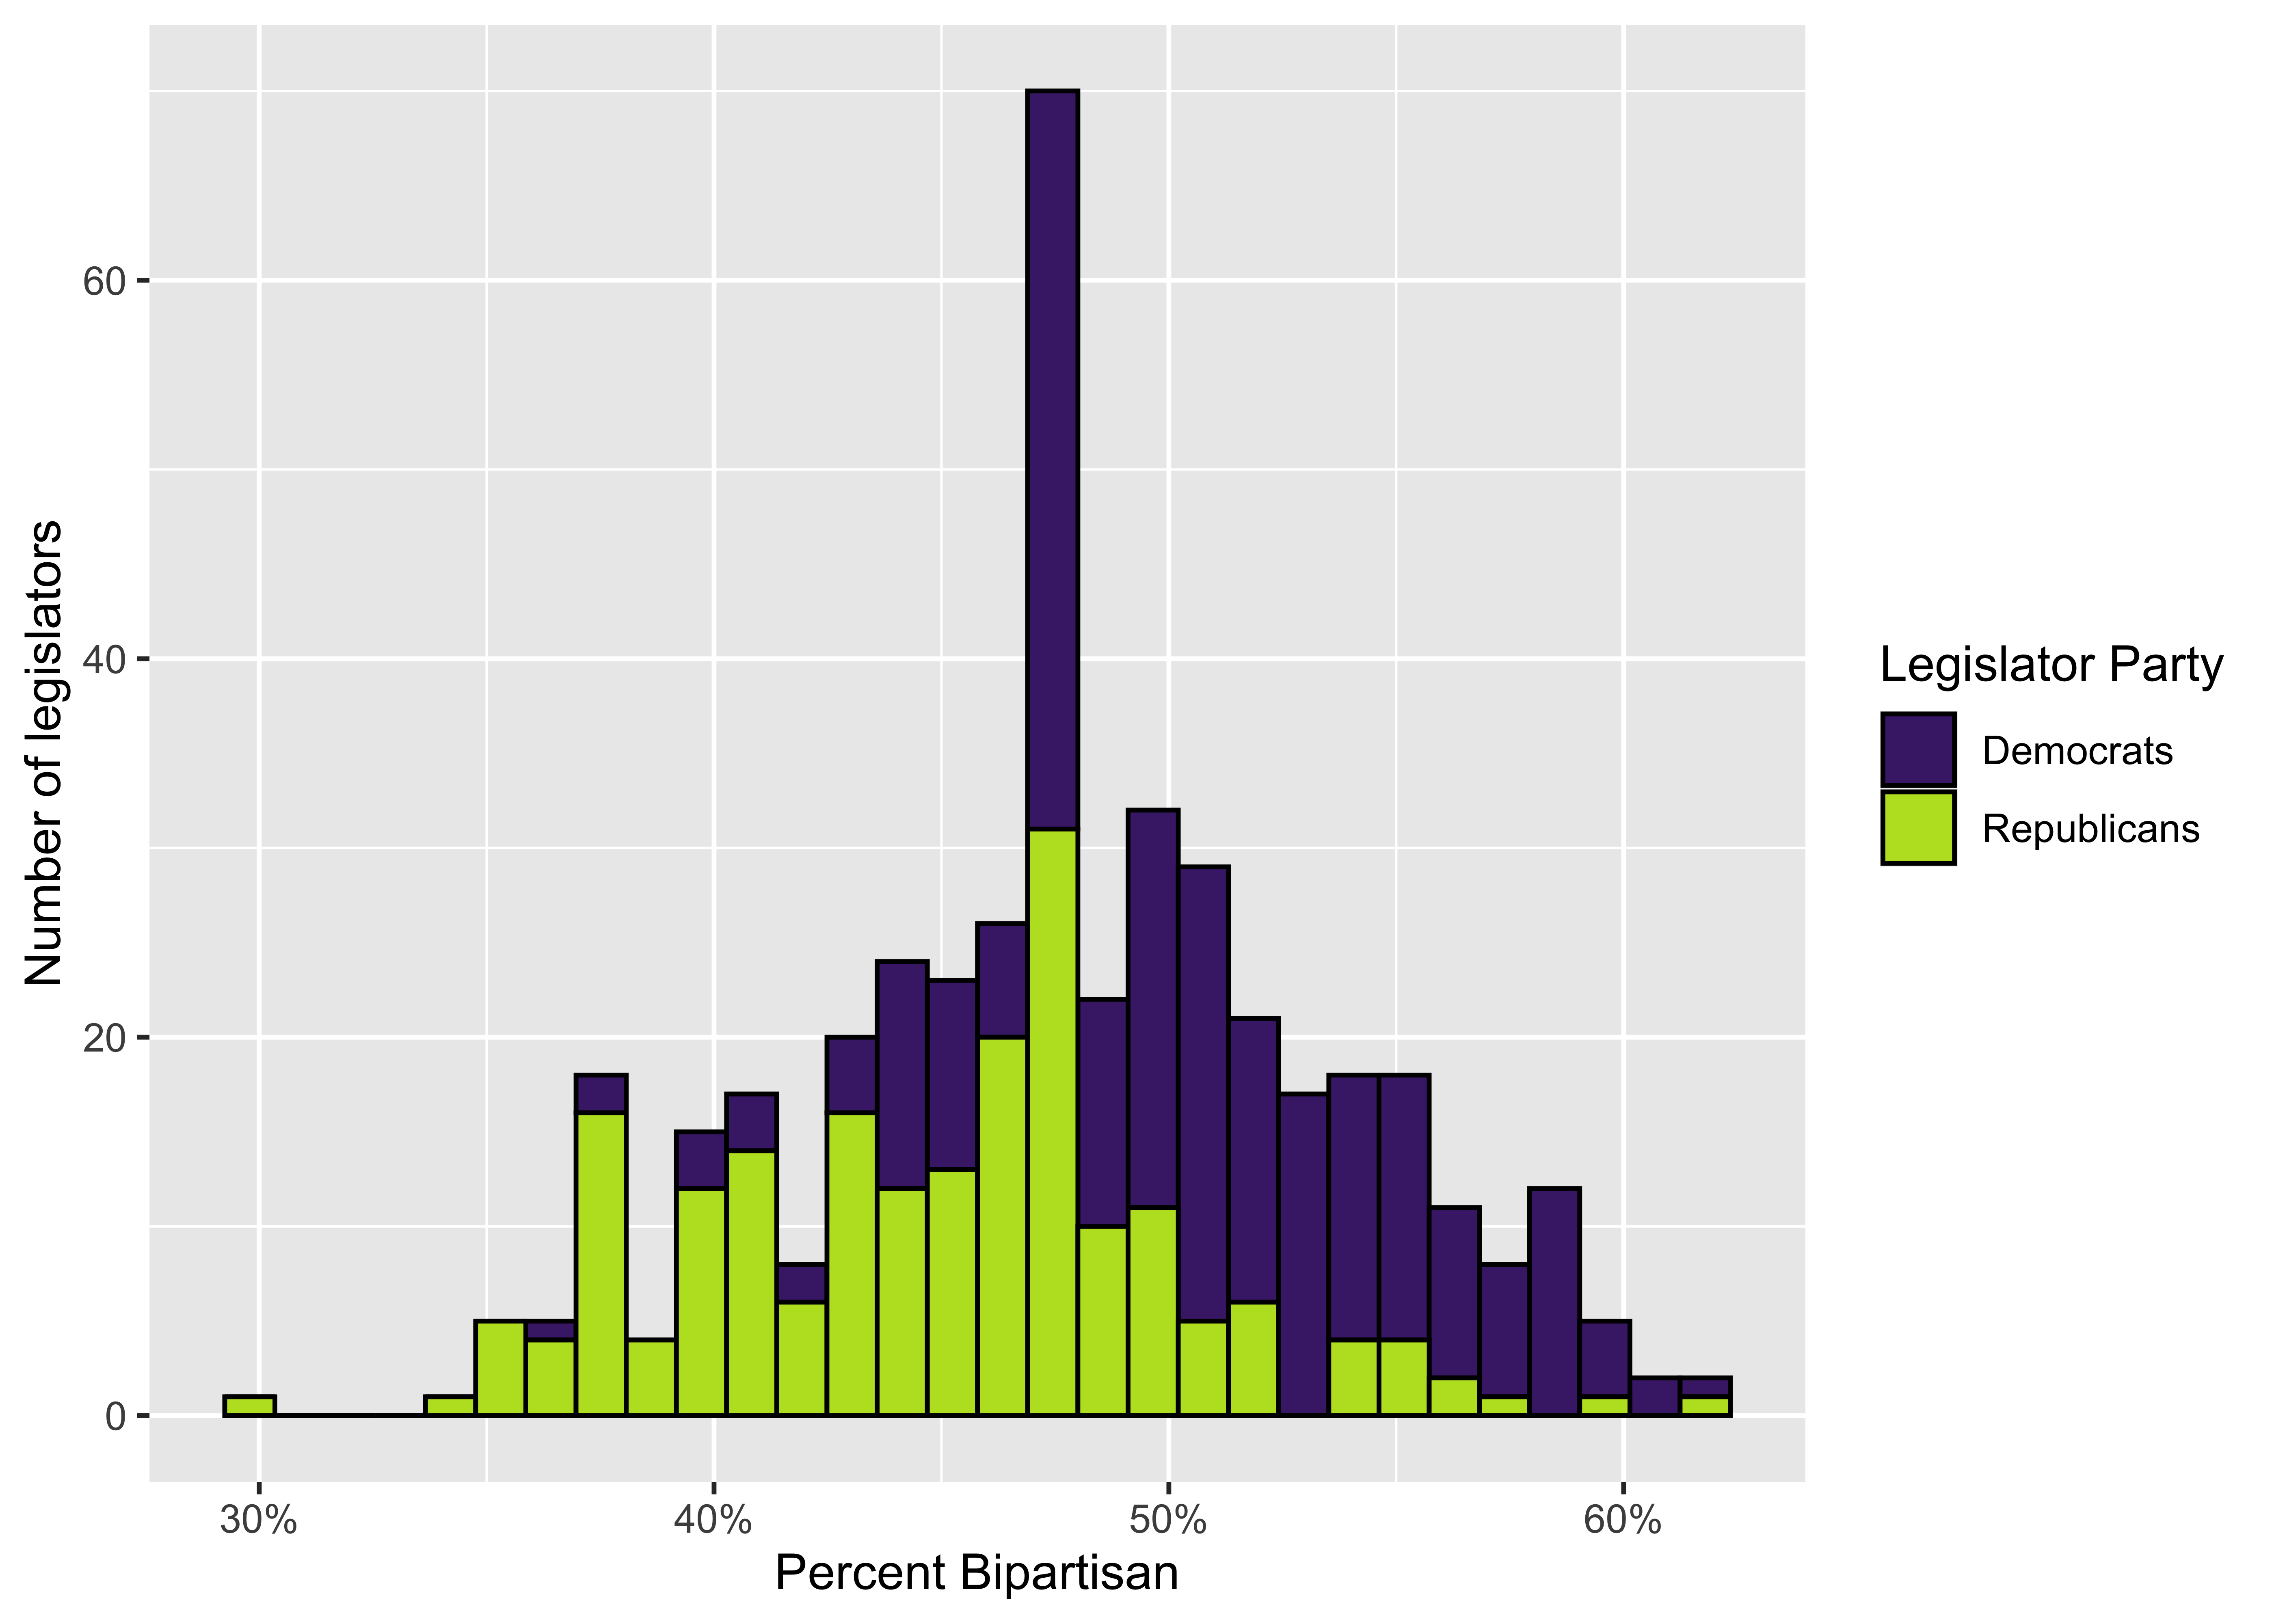 60
40
20
0
Number of legislators
30%
40%
50%
60%
Percent Bipartisan
Legislator Party
Democrats
Republicans